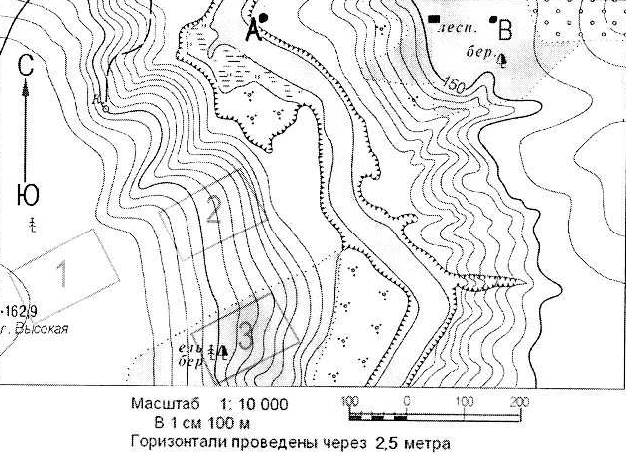 А
лесп.
В
бер.
150
С
К.
Ю
2
1
162,9
г. Высокая
3
ель
бер.
Масштаб 1: 10 000
В 1 см 100 м
100 0 100 200
Горизонтали проведены через 2,5 метра